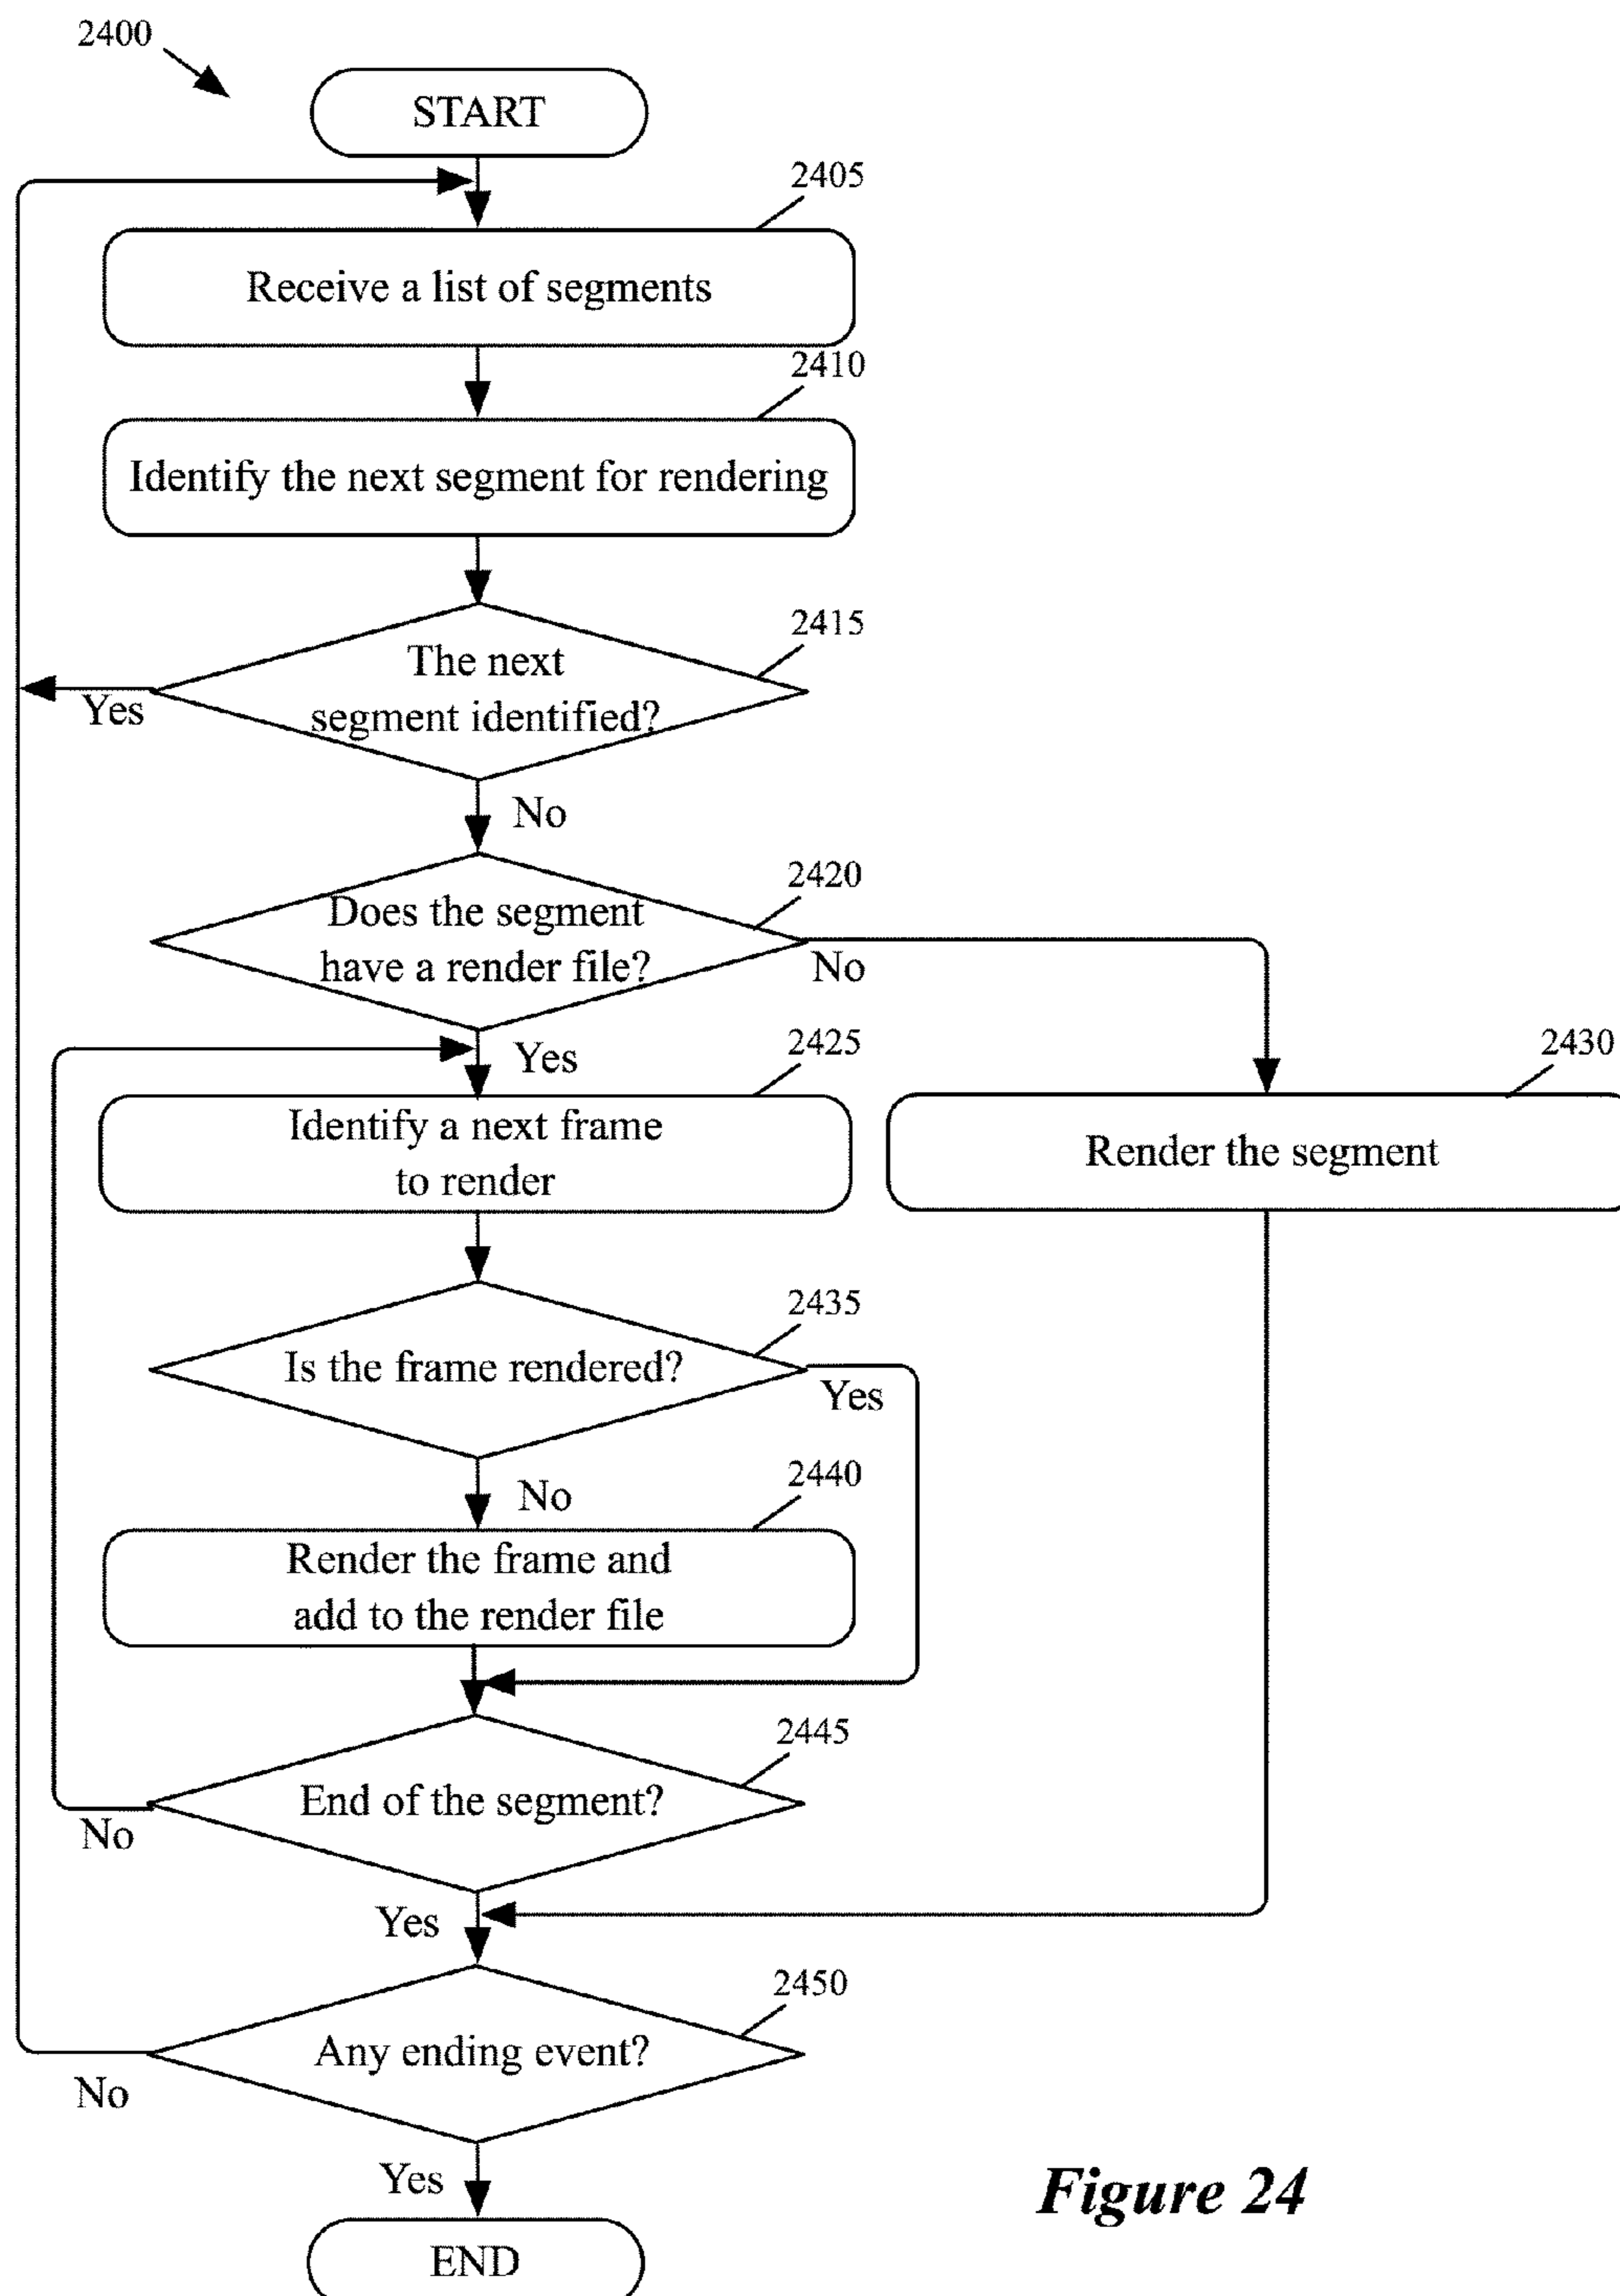 2400
START
2405
Receive a list of segments
2410
Identify the next segment for rendering
2415
The next
segment identified?
Yes
No
2420
Does the segment
have a render file?
No
Yes
2425
2430
Identify a next frame
to render
Render the segment
2435
Is the frame rendered?
Yes
No
2440
Render the frame and
add to the render file
2445
End of the segment?
No
Yes
2450
Any ending event?
No
Yes
Figure 24
END